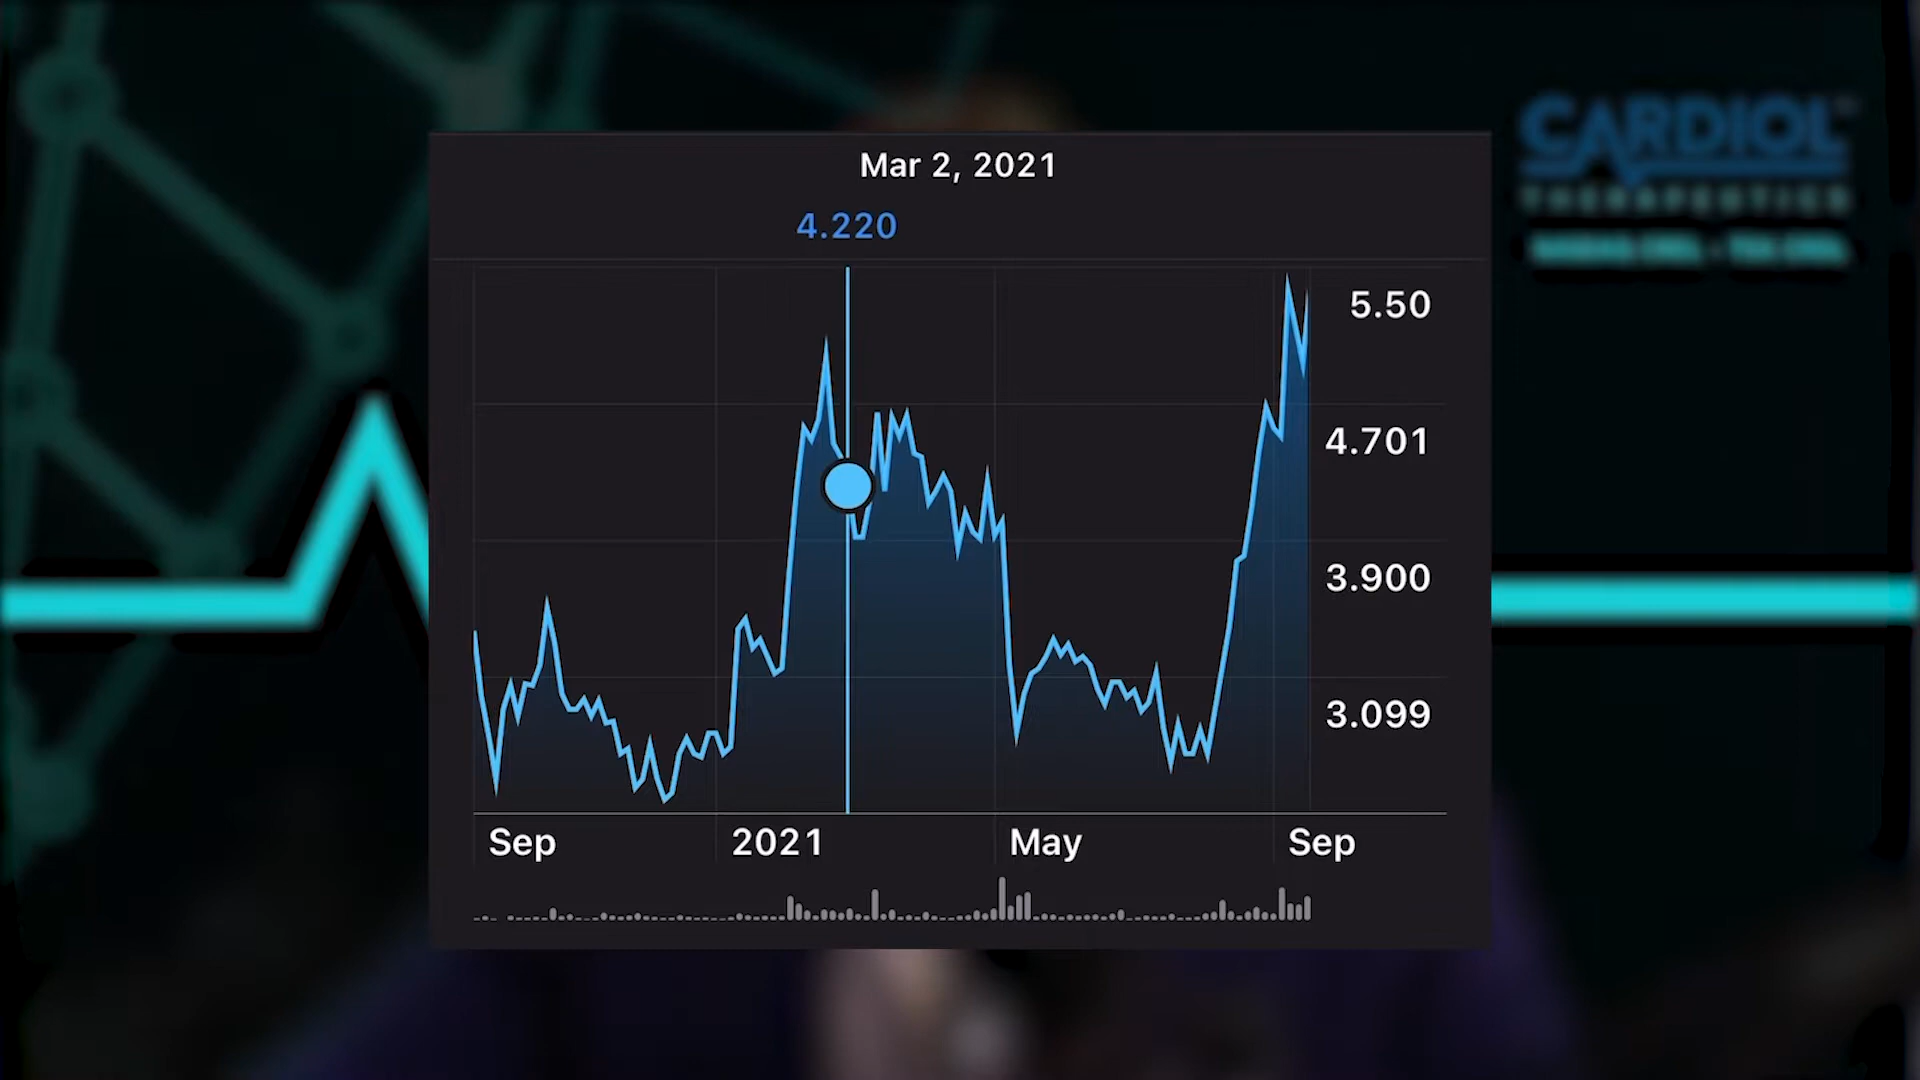 CARDIOL
THERAPEUTICS
Mar 2, 2021
4.220
5.50
4.701
3.900
3.099
Sep
2021
May
Sep